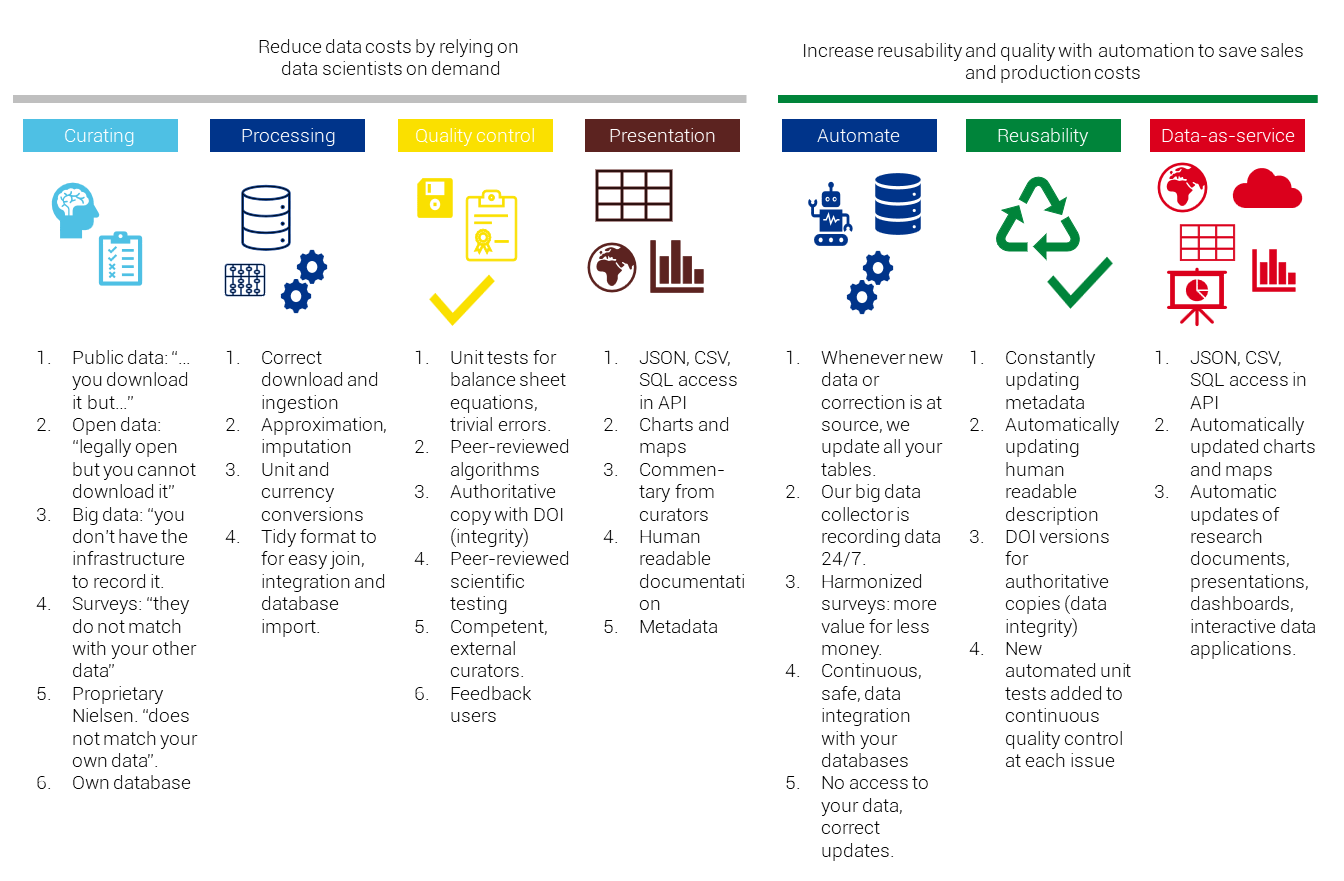 Reduce data costs by relying on
data scientists on demand
Increase reusability and quality with automation to save sales
and production costs
Curating
Processing
Quality control
Presentation
Automate
Reusability
Data-as-service
1. Public data: “…
you download
it but…”
2. Open data:
“legally open
but you cannot
download it”
3. Big data: “you
don’t have the
infrastructure
to record it.
4. Surveys: “they
do not match
with your other
data”
5. Proprietary
Nielsen. “does
not match your
own data”.
6. Own database
1. Correct
download and
ingestion
2. Approximation,
imputation
3. Unit and
currency
conversions
4. Tidy format to
for easy join,
integration and
database
import.
1. Unit tests for
balance sheet
equations,
trivial errors.
2. Peer-reviewed
algorithms
3. Authoritative
copy with DOI
(integrity)
4. Peer-reviewed
scientific
testing
5. Competent,
external
curators.
6. Feedback
users
1. JSON, CSV,
SQL access
in API
2. Charts and
maps
3. Commen-
tary from
curators
4. Human
readable
documentati
on
5. Metadata
1. Whenever new
data or
correction is at
source, we
update all your
tables.
2. Our big data
collector is
recording data
24/7.
3. Harmonized
surveys: more
value for less
money.
4. Continuous,
safe, data
integration
with your
databases
5. No access to
your data,
correct
updates.
1. Constantly
updating
metadata
2. Automatically
updating
human
readable
description
3. DOI versions
for
authoritative
copies (data
integrity)
4. New
automated unit
tests added to
continuous
quality control
at each issue
1. JSON, CSV,
SQL access in
API
2. Automatically
updated charts
and maps
3. Automatic
updates of
research
documents,
presentations,
dashboards,
interactive data
applications.